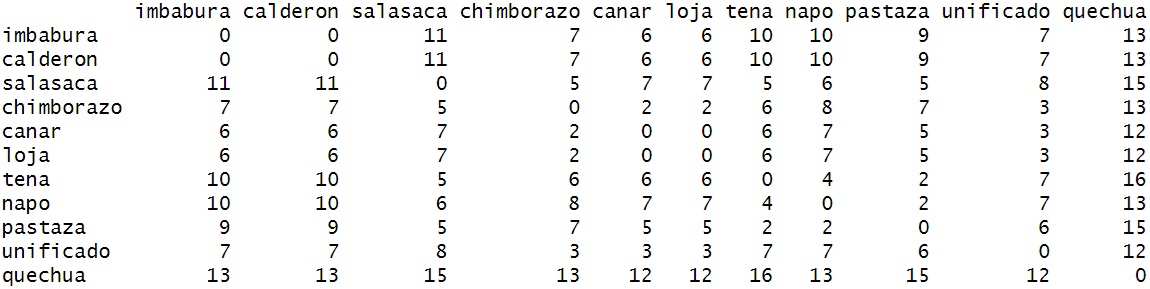 imbabura calderon salasaca chimborazo canar loja tena napo pastaza unificado quechua
imbabura 0 0 11 7 6 6 10 10 9 7 13
calderon 0 0 11 7 6 6 10 10 9 7 13
salasaca 11 11 0 5 7 7 5 6 5 8 15
chimborazo 7 7 5 0 2 2 6 8 7 3 13
canar 6 6 7 2 0 0 6 7 5 3 12
loja 6 6 7 2 0 0 6 7 5 3 12
tena 10 10 5 6 6 6 0 4 2 7 16
napo 10 10 6 8 7 7 4 0 2 7 13
pastaza 9 9 5 7 5 5 2 2 0 6 15
unificado 7 7 8 3 3 3 7 7 6 0 12
quechua 13 13 15 13 12 12 16 13 15 12 0